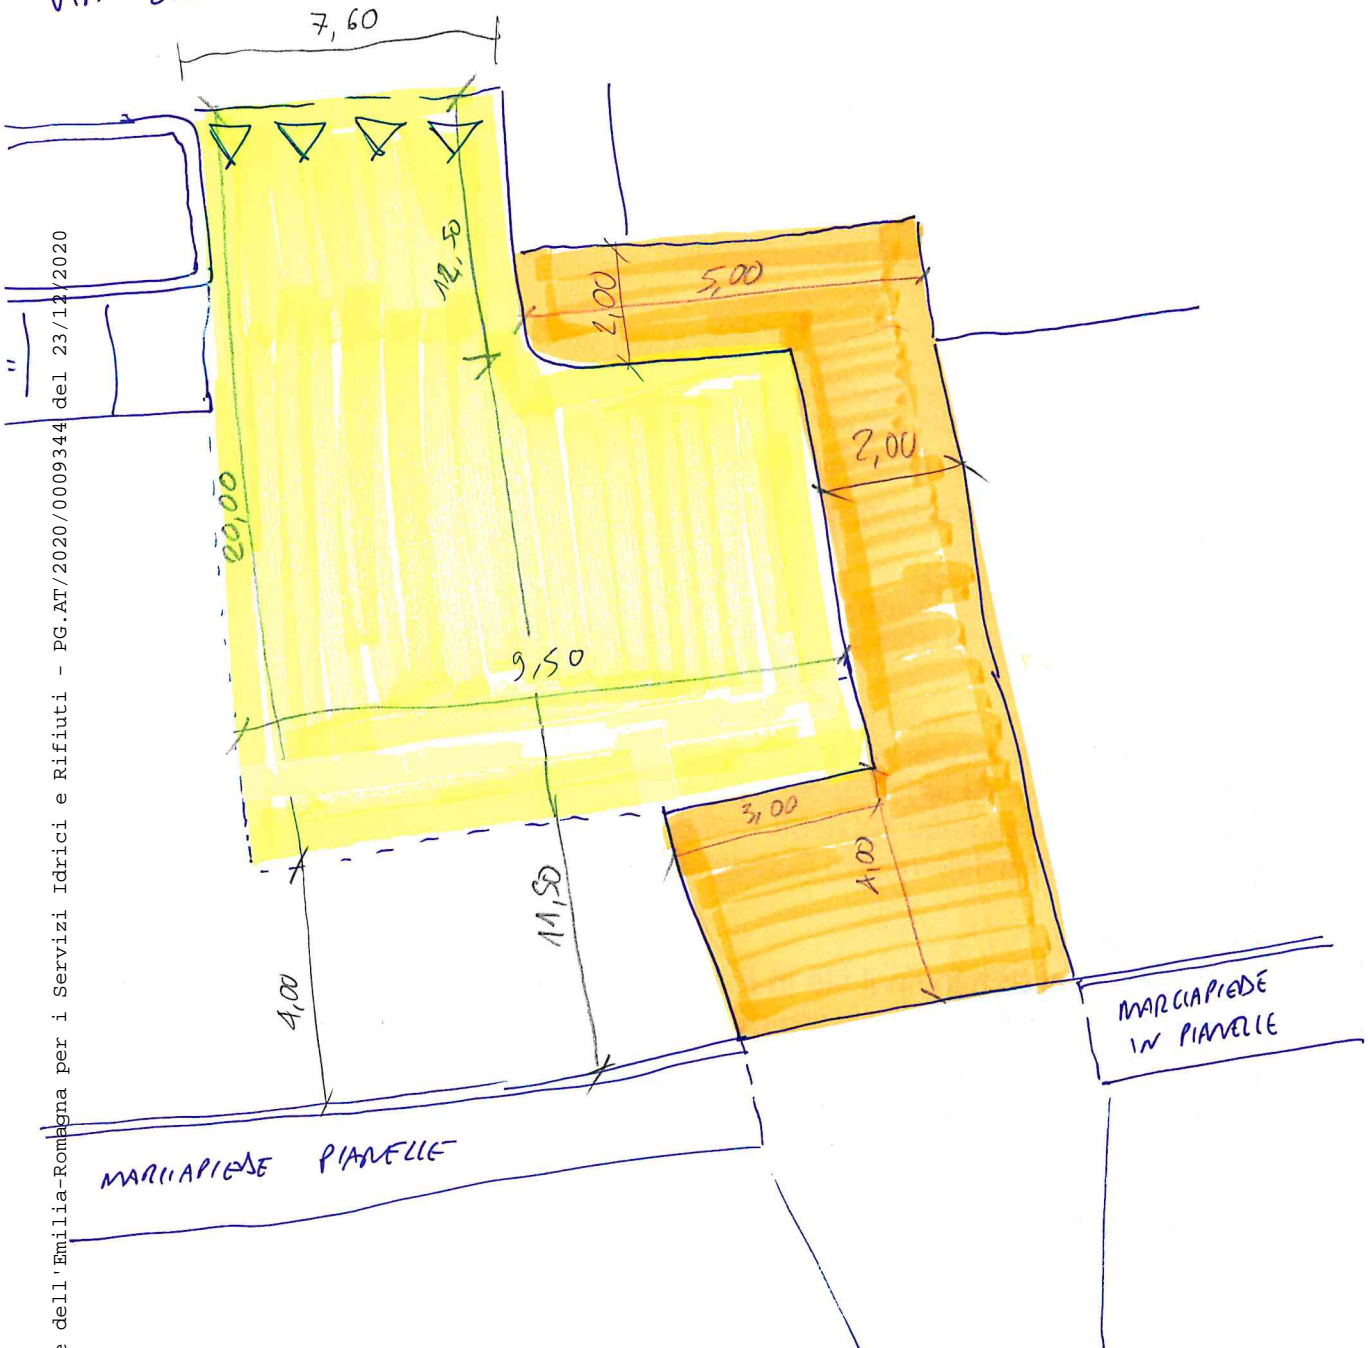 VIA
7,60
12,50
2,00
5,00
2,00
20,00
9,50
3,00
4,00
11,50
4,00
MARCIAPIEDE
IN PIANELLE
MARCIAPIEDE PIANELLE
e dell'Emilia-Romagna per i Servizi Idrici e Rifiuti - PG.AT/2020/0009344 del 23/12/2020